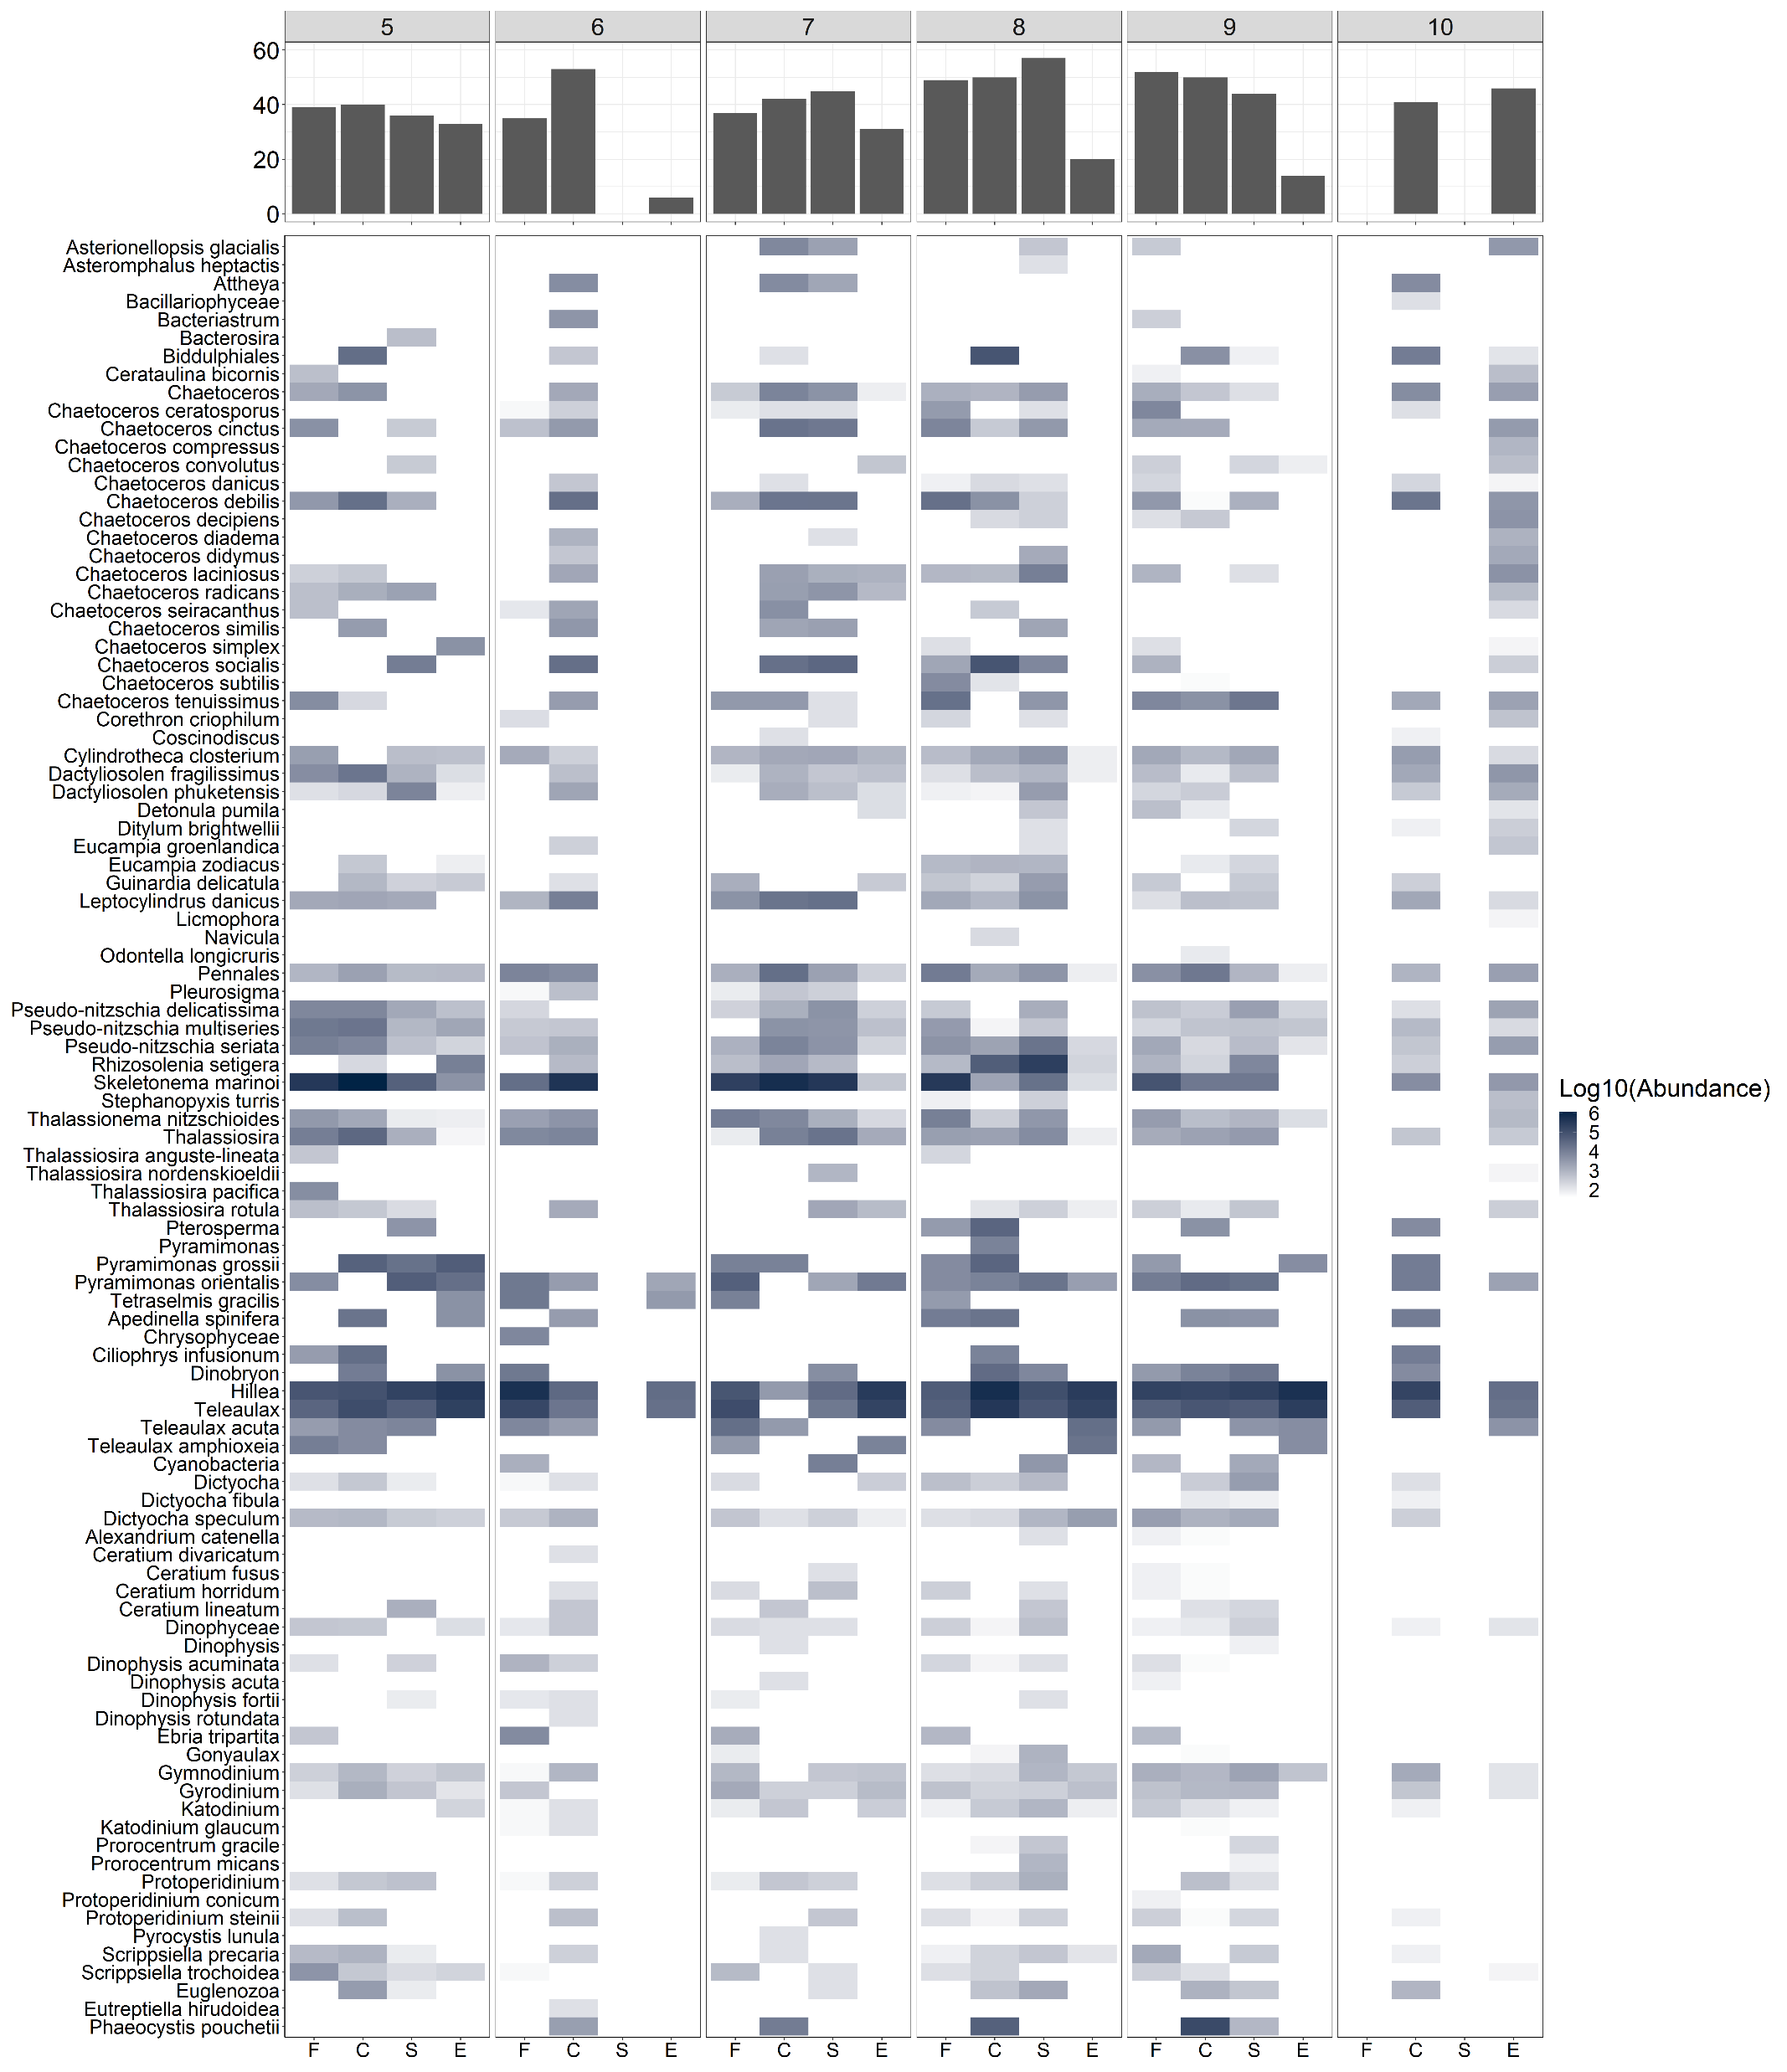 5 6 7 8 9 10
60
40
20
0
Asterionellopsis glacialis
Asteromphalus heptactis
Attheya
Bacillariophyceae
Bacteriastrum
Bacterosira
Biddulphiales
Cerataulina bicornis
Chaetoceros
Chaetoceros ceratosporus
Chaetoceros cinctus
Chaetoceros compressus
Chaetoceros convolutus
Chaetoceros danicus
Chaetoceros debilis
Chaetoceros decipiens
Chaetoceros diadema
Chaetoceros didymus
Chaetoceros laciniosus
Chaetoceros radicans
Chaetoceros seiracanthus
Chaetoceros similis
Chaetoceros simplex
Chaetoceros socialis
Chaetoceros subtilis
Chaetoceros tenuissimus
Corethron criophilum
Coscinodiscus
Cylindrotheca closterium
Dactyliosolen fragilissimus
Dactyliosolen phuketensis
Detonula pumila
Ditylum brightwellii
Eucampia groenlandica
Eucampia zodiacus
Guinardia delicatula
Leptocylindrus danicus
Licmophora
Navicula
Odontella longicruris
Pennales
Pleurosigma
Pseudo-nitzschia delicatissima
Pseudo-nitzschia multiseries
Pseudo-nitzschia seriata
Rhizosolenia setigera
Skeletonema marinoi
Stephanopyxis turris
Thalassionema nitzschioides
Thalassiosira
Thalassiosira anguste-lineata
Thalassiosira nordenskioeldii
Thalassiosira pacifica
Thalassiosira rotula
Pterosperma
Pyramimonas
Pyramimonas grossii
Pyramimonas orientalis
Tetraselmis gracilis
Apedinella spinifera
Chrysophyceae
Ciliophrys infusionum
Dinobryon
Hillea
Teleaulax
Teleaulax acuta
Teleaulax amphioxeia
Cyanobacteria
Dictyocha
Dictyocha fibula
Dictyocha speculum
Alexandrium catenella
Ceratium divaricatum
Ceratium fusus
Ceratium horridum
Ceratium lineatum
Dinophyceae
Dinophysis
Dinophysis acuminata
Dinophysis acuta
Dinophysis fortii
Dinophysis rotundata
Ebria tripartita
Gonyaulax
Gymnodinium
Gyrodinium
Katodinium
Katodinium glaucum
Prorocentrum gracile
Prorocentrum micans
Protoperidinium
Protoperidinium conicum
Protoperidinium steinii
Pyrocystis lunula
Scrippsiella precaria
Scrippsiella trochoidea
Euglenozoa
Eutreptiella hirudoidea
Phaeocystis pouchetii
F C S E F C S E F C S E F C S E F C S E F C S E
Log10(Abundance)
6
5
4
3
2